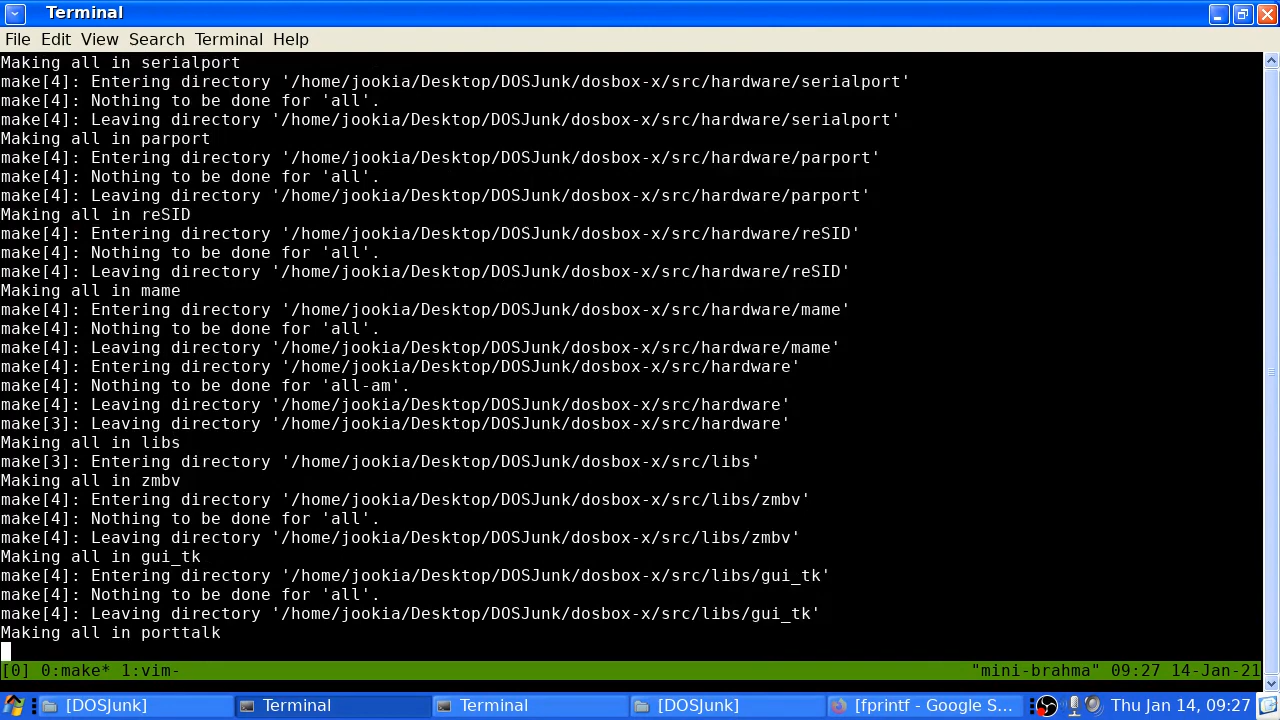 Terminal
File Edit View Search Terminal Help
Making all in serialport
make[4]: Entering directory '/home/jookia/Desktop/DOSJunk/dosbox-x/src/hardware/serialport'
make[4]: Nothing to be done for 'all'.
make[4]: Leaving directory '/home/jookia/Desktop/DOSJunk/dosbox-x/src/hardware/serialport'
Making all in parport
make[4]: Entering directory '/home/jookia/Desktop/DOSJunk/dosbox-x/src/hardware/parport'
make[4]: Nothing to be done for 'all'.
make[4]: Leaving directory '/home/jookia/Desktop/DOSJunk/dosbox-x/src/hardware/parport'
Making all in reSID
make[4]: Entering directory '/home/jookia/Desktop/DOSJunk/dosbox-x/src/hardware/reSID'
make[4]: Nothing to be done for 'all'.
make[4]: Leaving directory '/home/jookia/Desktop/DOSJunk/dosbox-x/src/hardware/reSID'
Making all in mame
make[4]: Entering directory '/home/jookia/Desktop/DOSJunk/dosbox-x/src/hardware/mame'
make[4]: Nothing to be done for 'all'.
make[4]: Leaving directory '/home/jookia/Desktop/DOSJunk/dosbox-x/src/hardware/mame'
make[4]: Entering directory '/home/jookia/Desktop/DOSJunk/dosbox-x/src/hardware'
make[4]: Nothing to be done for 'all-am'.
make[4]: Leaving directory '/home/jookia/Desktop/DOSJunk/dosbox-x/src/hardware'
make[3]: Leaving directory '/home/jookia/Desktop/DOSJunk/dosbox-x/src/hardware'
Making all in libs
make[3]: Entering directory '/home/jookia/Desktop/DOSJunk/dosbox-x/src/libs'
Making all in zmbv
make[4]: Entering directory '/home/jookia/Desktop/DOSJunk/dosbox-x/src/libs/zmbv'
make[4]: Nothing to be done for 'all'.
make[4]: Leaving directory '/home/jookia/Desktop/DOSJunk/dosbox-x/src/libs/zmbv'
Making all in gui_tk
make[4]: Entering directory '/home/jookia/Desktop/DOSJunk/dosbox-x/src/libs/gui_tk'
make[4]: Nothing to be done for 'all'.
make[4]: Leaving directory '/home/jookia/Desktop/DOSJunk/dosbox-x/src/libs/gui_tk'
Making all in porttalk
[0] 0:make* 1:vim- "mini-brahma" 09:27 14-Jan-21
[DOSJunk] Terminal Terminal [DOSJunk] [fprintf - Google S... Thu Jan 14, 09:27